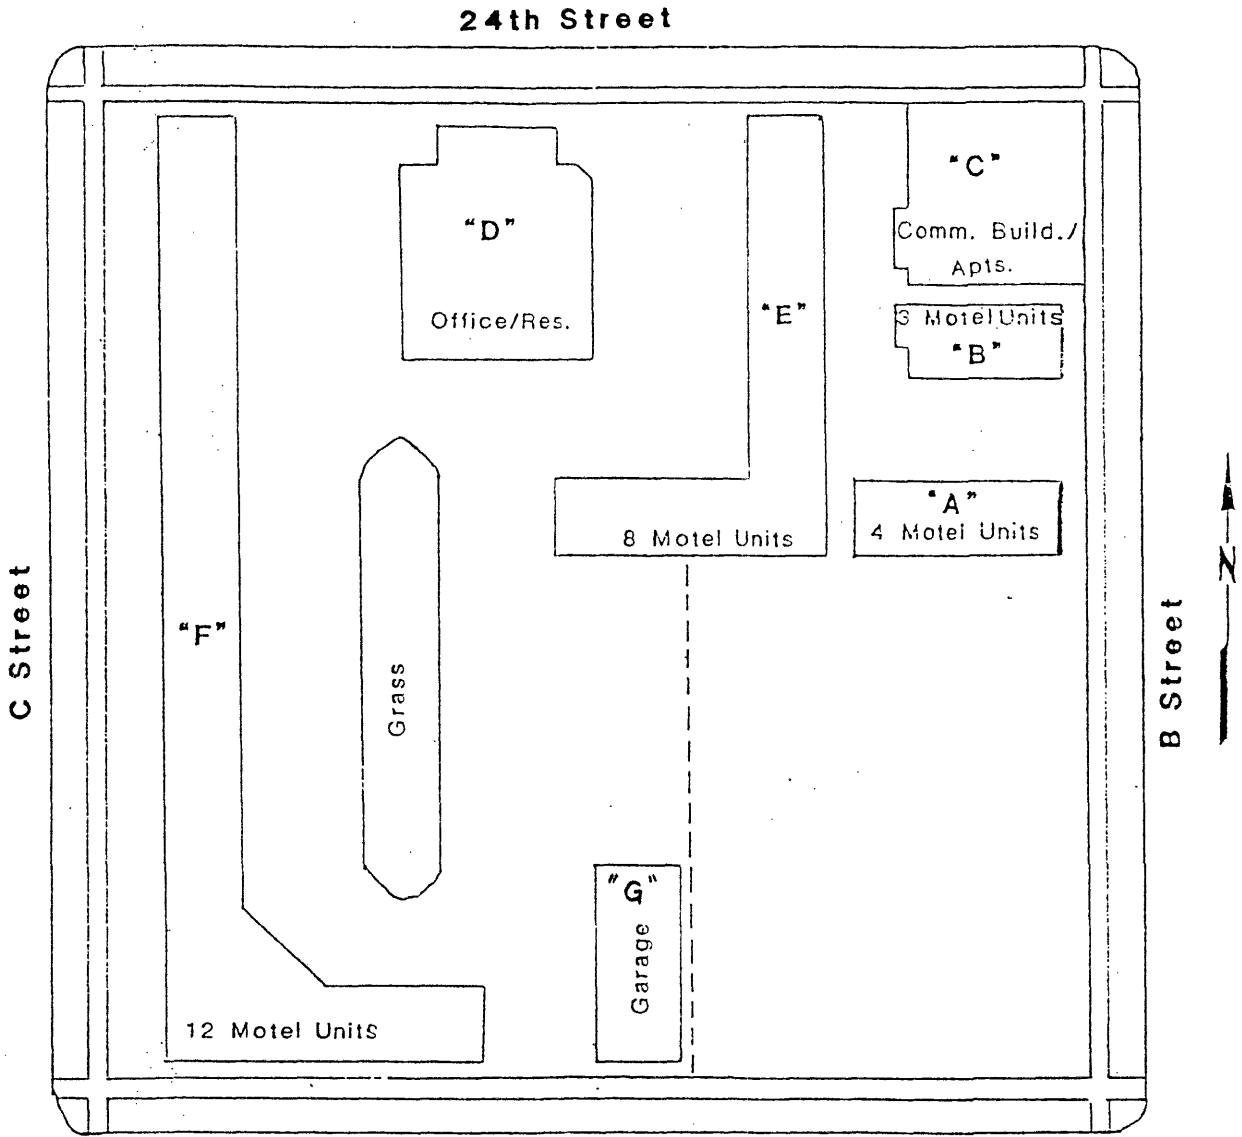 24th Street
"C"
Comm. Build./
Apts.
"D"
Office/Res.
"E"
3 Motel Units
"B"
"A"
4 Motel Units
8 Motel Units
N
C Street
"F"
Grass
B Street
"G"
Garage
12 Motel Units